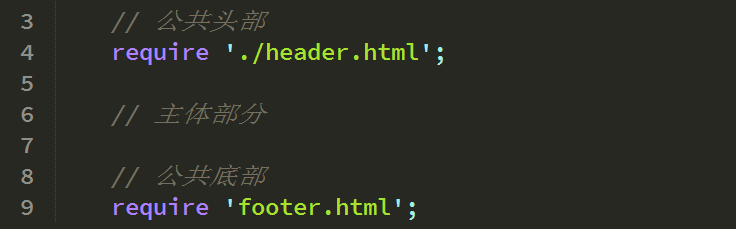 3 // 公共头部
4 require './header.html';
5
6 // 主体部分
7
8 // 公共底部
9 require 'footer.html';